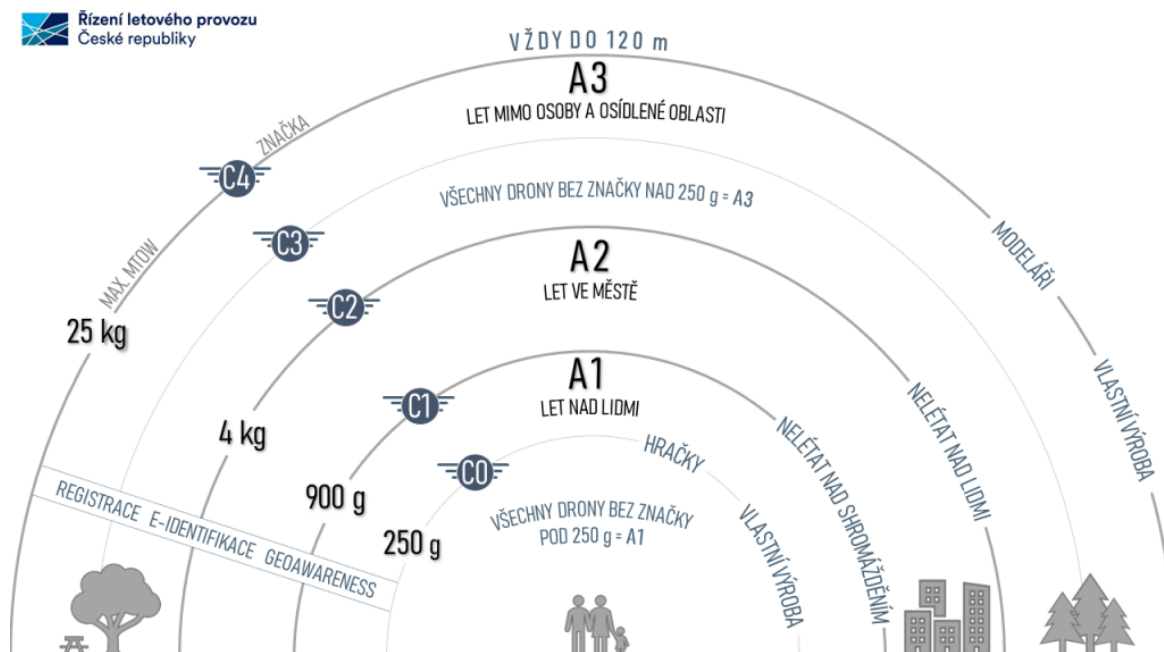 Řízení letového provozu
České republiky
VŽDY DO 120 m
A3
LET MIMO OSOBY A OSÍDLENÉ OBLASTI
ZNAČKA
C4
VŠECHNY DRONY BEZ ZNAČKY NAD 250 g = A3
C3
MODELÁŘI
MAX. MTOW
A2
LET VE MĚSTĚ
C2
25 kg
A1
LET NAD LIDMI
VLASTNÍ VÝROBA
C1
NELÉTAT NAD LIDMI
4 kg
NELÉTAT NAD SHROMÁŽDĚNÍM
HRAČKY
C0
900 g
VŠECHNY DRONY BEZ ZNAČKY
POD 250 g = A1
250 g
VLASTNÍ VÝROBA
REGISTRACE E-IDENTIFIKACE GEOAWARENESS